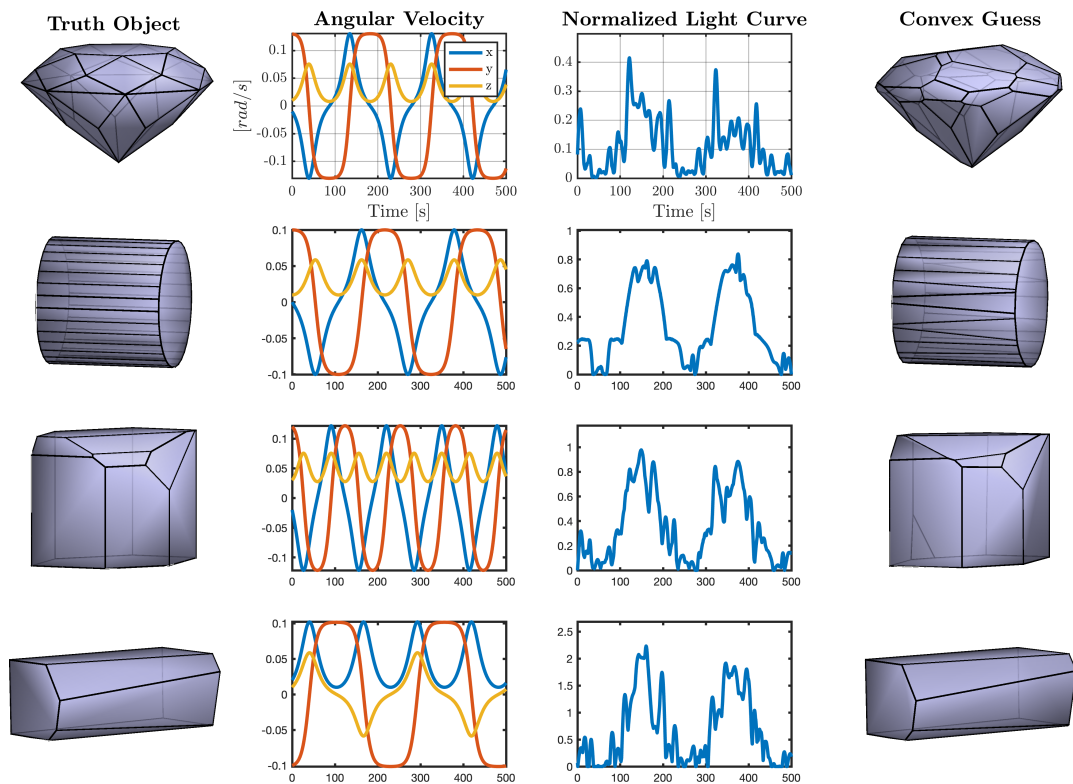 Truth Object
Angular Velocity
Normalized Light Curve
Convex Guess
x
y
z
[rad/s]
0.1
0.05
0
-0.05
-0.1
0 100 200 300 400 500
Time [s]
0.4
0.3
0.2
0.1
0
0 100 200 300 400 500
Time [s]
0.1
0.05
0
-0.05
-0.1
0 100 200 300 400 500
1
0.8
0.6
0.4
0.2
0
0 100 200 300 400 500
0.1
0.05
0
-0.05
-0.1
0 100 200 300 400 500
1
0.8
0.6
0.4
0.2
0
0 100 200 300 400 500
0.1
0.05
0
-0.05
-0.1
0 100 200 300 400 500
2.5
2
1.5
1
0.5
0
0 100 200 300 400 500